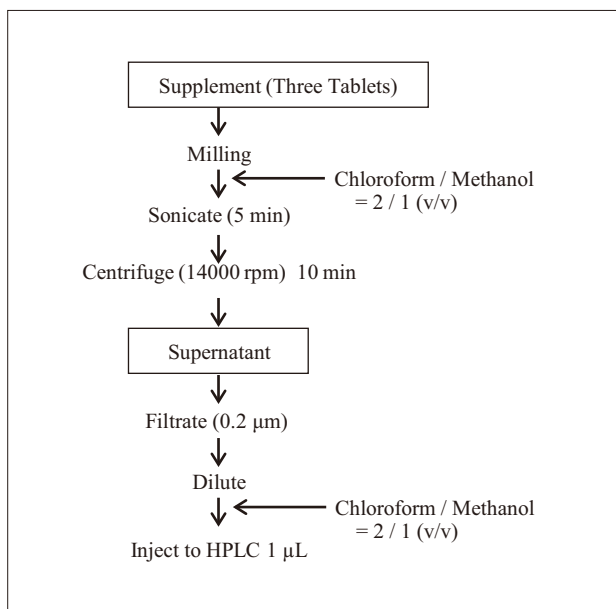 Supplement (Three Tablets)
Milling
Chloroform / Methanol
= 2 / 1 (v/v)
Sonicate (5 min)
Centrifuge (14000 rpm)  10 min
Supernatant
Filtrate (0.2 µm)
Dilute
Chloroform / Methanol
= 2 / 1 (v/v)
Inject to HPLC 1 µL